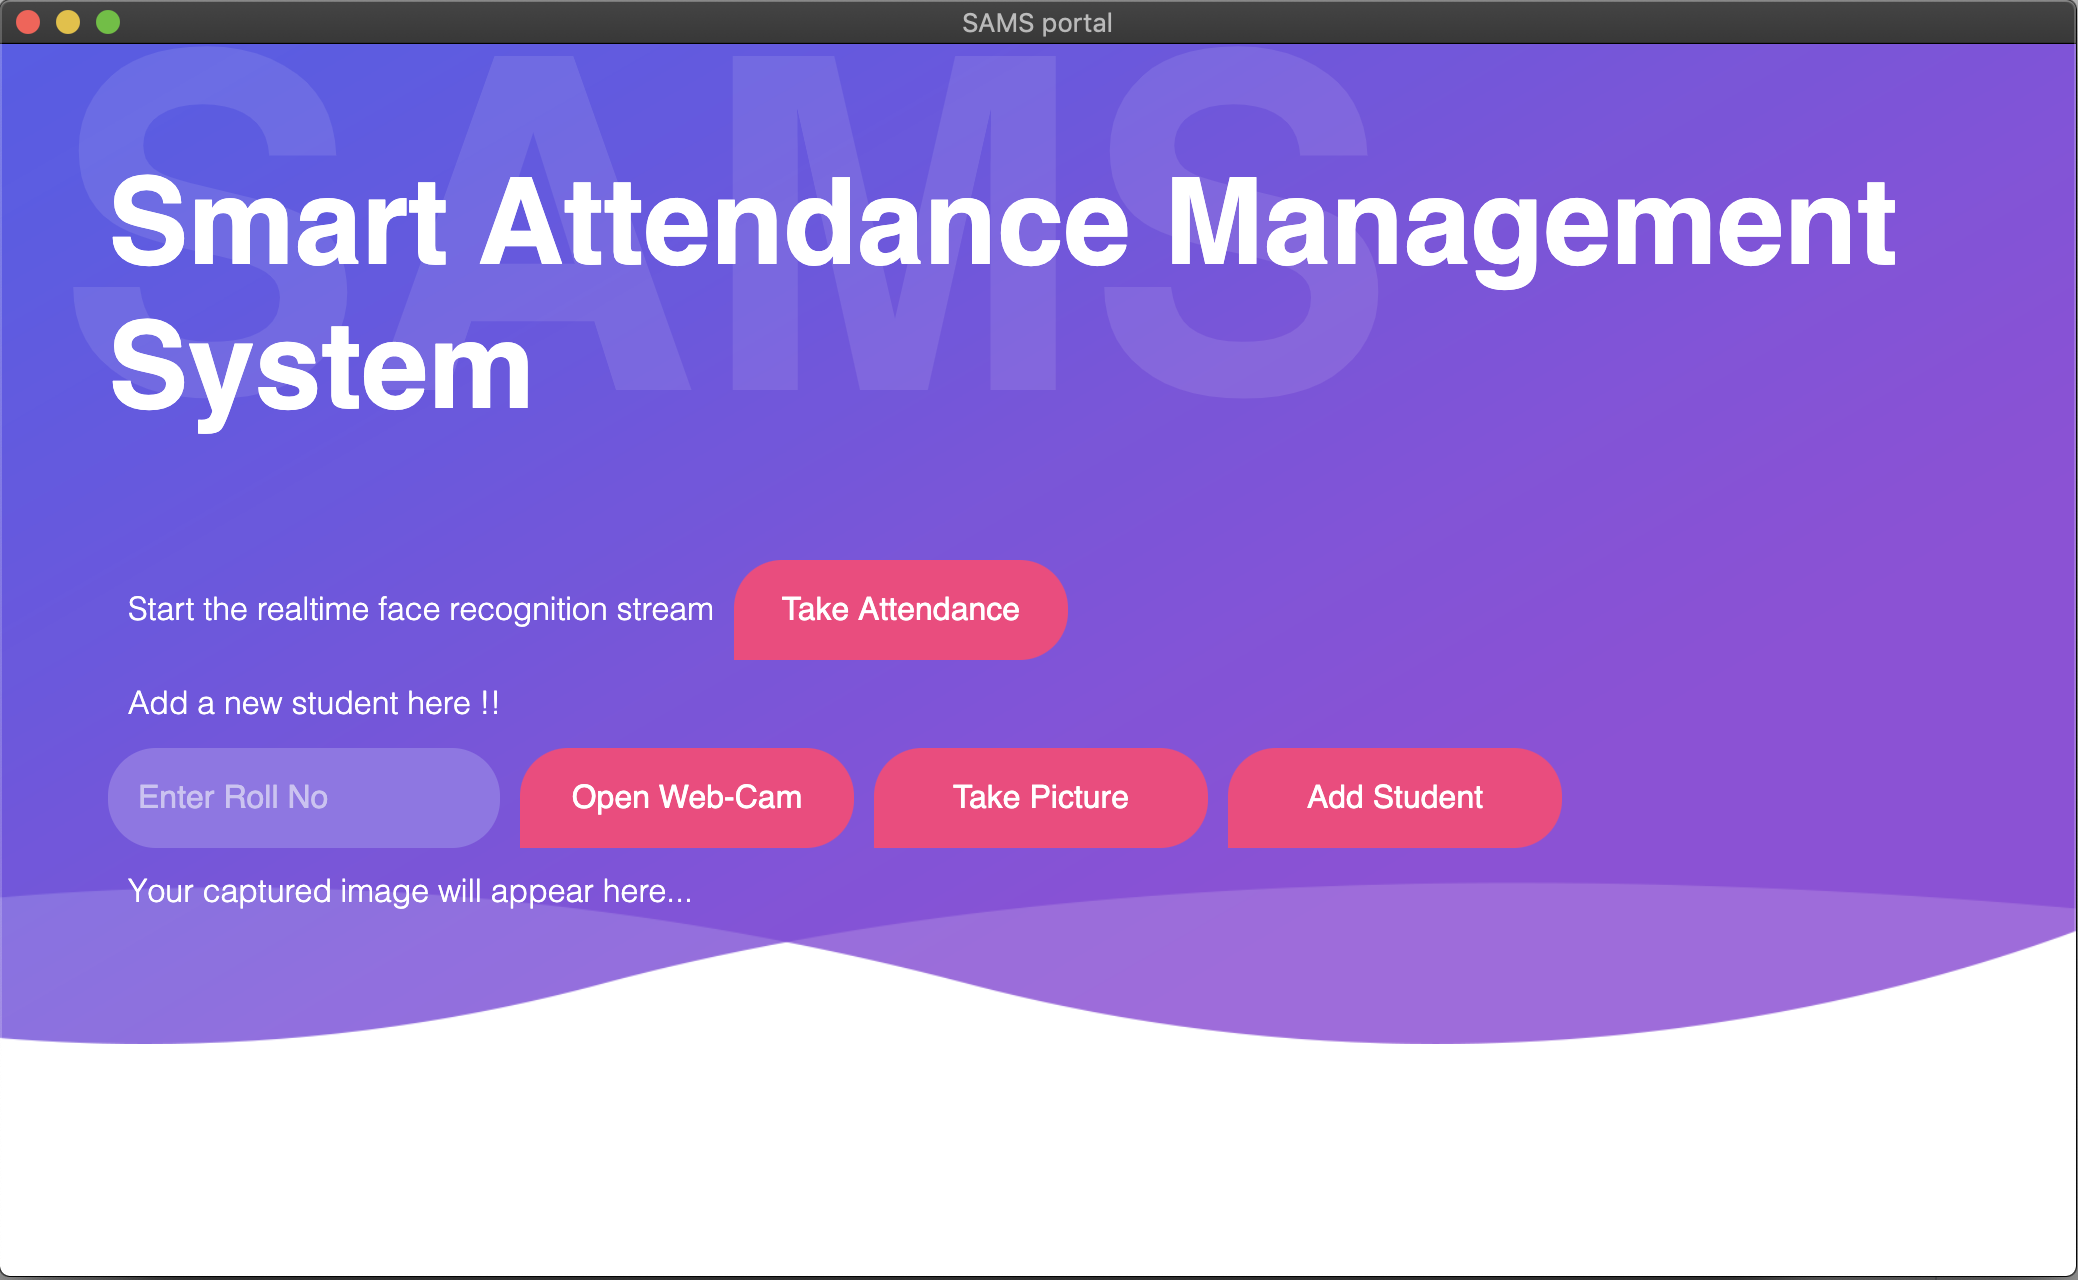 SAMS portal
SAMS
Smart Attendance Management
System
Start the realtime face recognition stream Take Attendance
Add a new student here !!
Enter Roll No Open Web-Cam Take Picture Add Student
Your captured image will appear here...